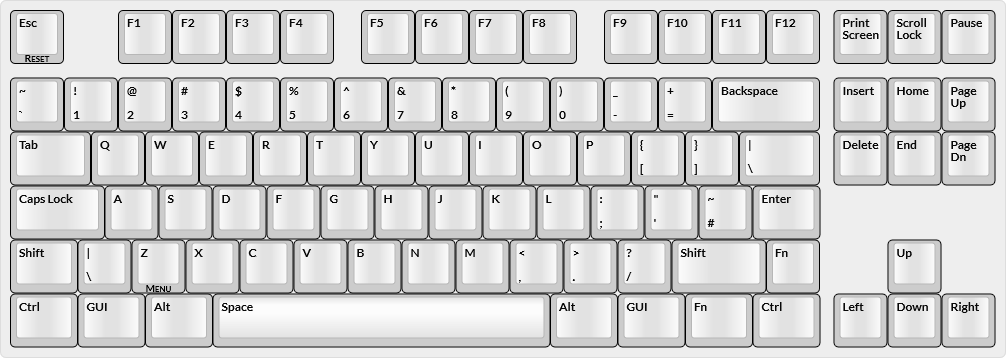 Esc F1 F2 F3 F4 F5 F6 F7 F8 F9 F10 F11 F12 Print Screen Scroll Lock Pause
Reset
~ ! @ # $ % ^ & * ( ) _ + Backspace Insert Home Page Up
` 1 2 3 4 5 6 7 8 9 0 - =
Tab Q W E R T Y U I O P { } | Delete End Page Dn
[ ] \
Caps Lock A S D F G H J K L : " ~ Enter
; ' #
Shift | Z X C V B N M < > ? Shift Fn Up
\ , . /
Menu
Ctrl GUI Alt Space Alt GUI Fn Ctrl Left Down Right